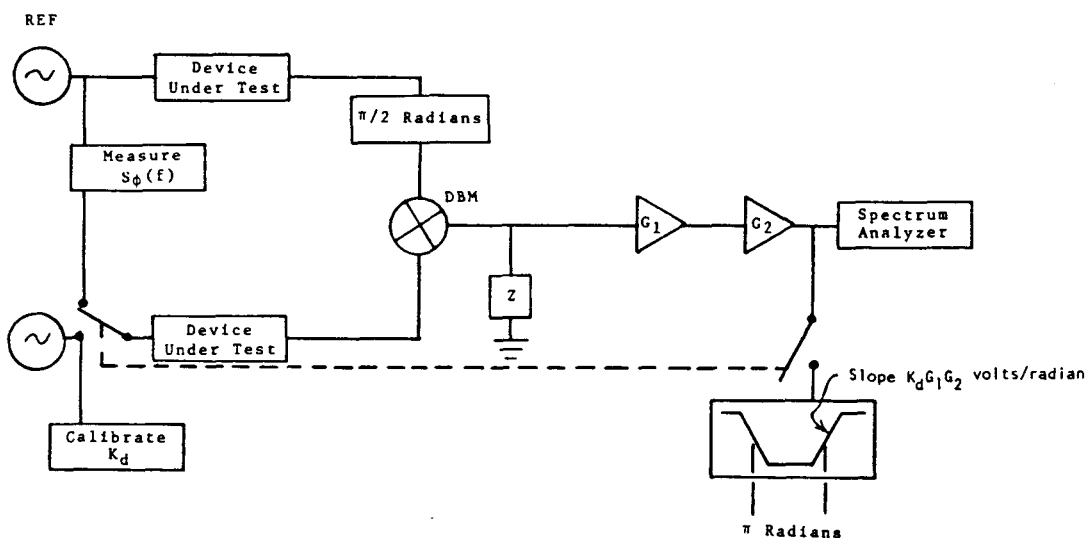 REF
Device
Under Test
π/2 Radians
Measure
Sϕ(f)
DBM
G1
G2
Spectrum
Analyzer
Z
Device
Under Test
Slope KdG1G2 volts/radian
Calibrate
Kd
π Radians